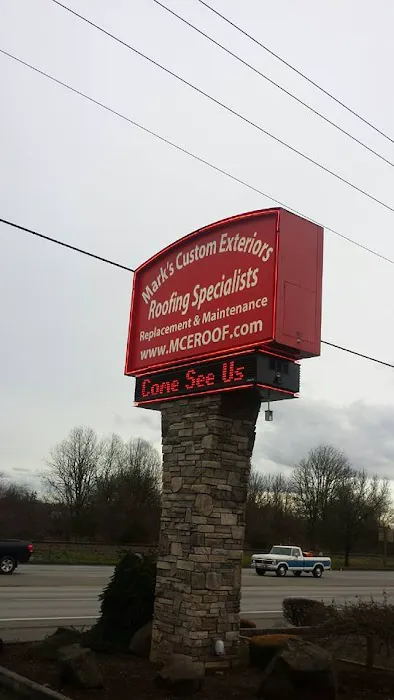 Mark's Custom Exteriors
Roofing Specialists
Replacement & Maintenance
www.MCEROOF.com
Come See Us